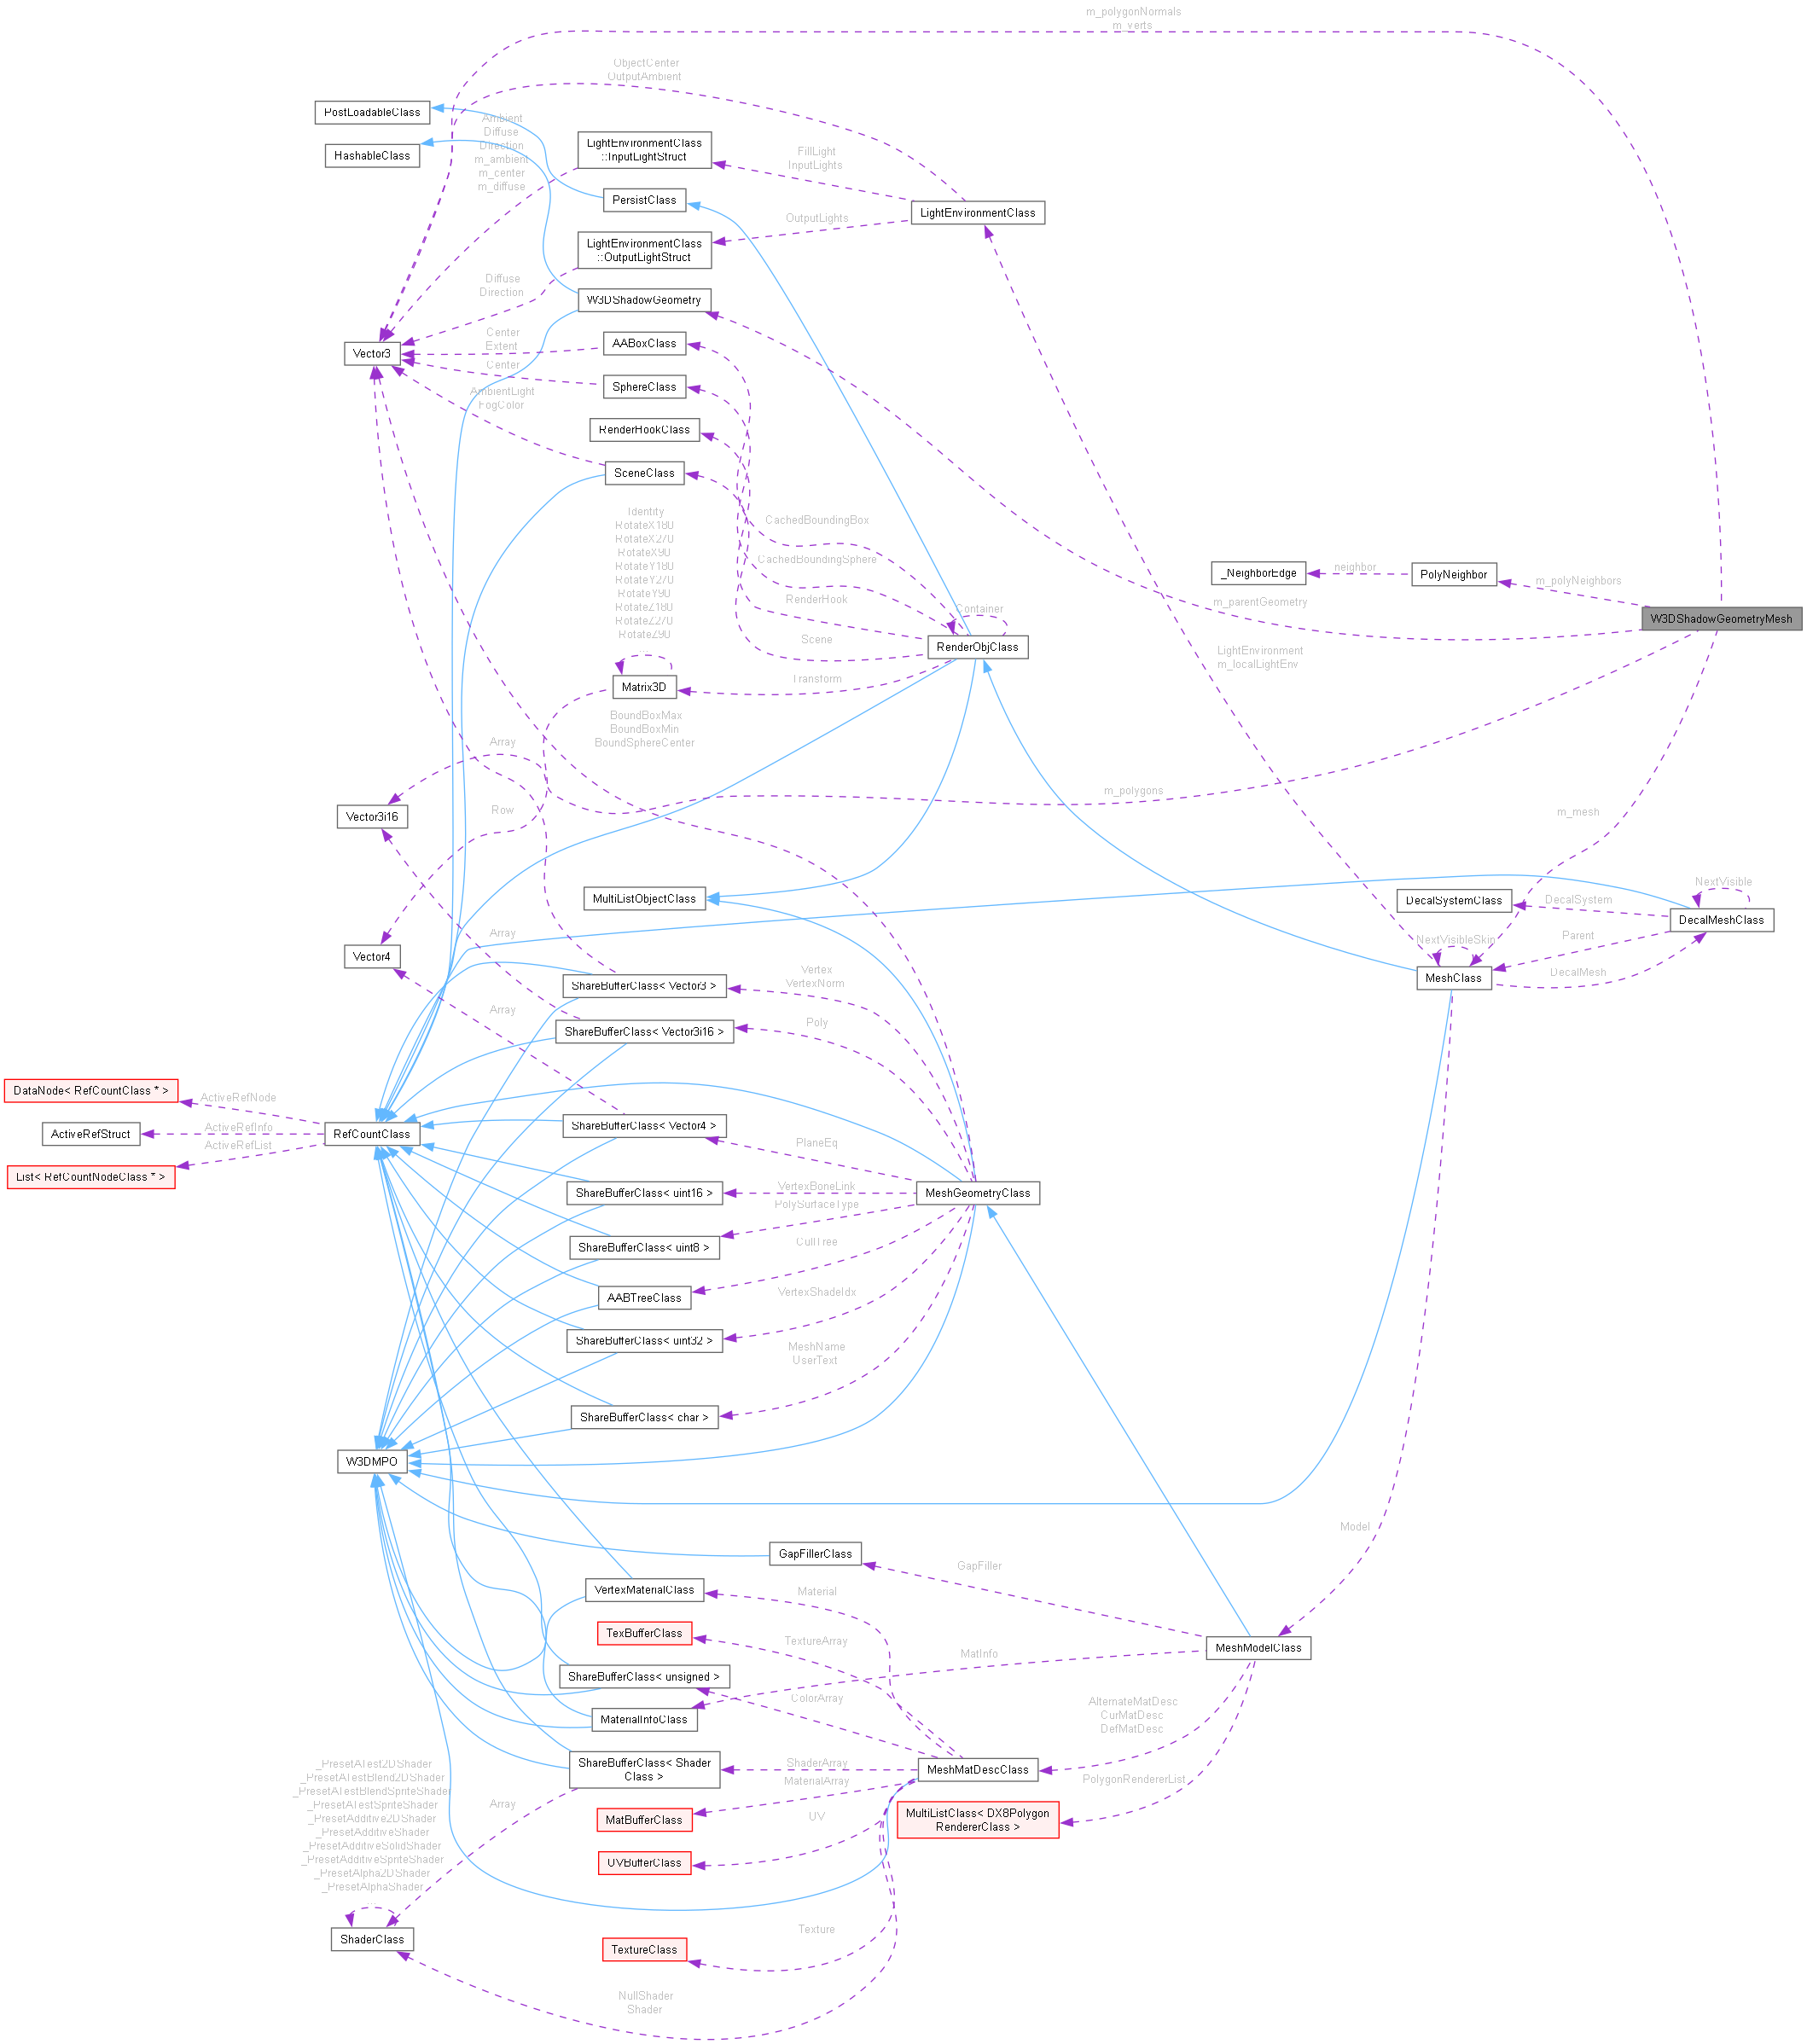 m_polygonNormals
m_verts
ObjectCenter
OutputAmbient
PostLoadableClass
HashableClass
Ambient
Diffuse
Direction
m_ambient
m_center
m_diffuse
LightEnvironmentClass
::InputLightStruct
FillLight
InputLights
PersistClass
LightEnvironmentClass
OutputLights
LightEnvironmentClass
::OutputLightStruct
Diffuse
Direction
W3DShadowGeometry
Center
Extent
AABoxClass
Vector3
Center
SphereClass
AmbientLight
FogColor
RenderHookClass
SceneClass
Identity
RotateX180
RotateX270
RotateX90
RotateY180
RotateY270
RotateY90
RotateZ180
RotateZ270
RotateZ90
...
CachedBoundingBox
CachedBoundingSphere
RenderHook
Scene
Container
RenderObjClass
Transform
_NeighborEdge
neighbor
PolyNeighbor
m_polyNeighbors
m_parentGeometry
W3DShadowGeometryMesh
LightEnvironment
m_localLightEnv
Matrix3D
BoundBoxMax
BoundBoxMin
BoundSphereCenter
Array
m_polygons
Vector3i16
Row
m_mesh
MultiListObjectClass
NextVisible
DecalSystemClass
DecalSystem
DecalMeshClass
Array
Parent
NextVisibleSkin
Vector4
DecalMesh
MeshClass
ShareBufferClass< Vector3 >
Vertex
VertexNorm
Array
ShareBufferClass< Vector3i16 >
Poly
DataNode< RefCountClass * >
ActiveRefNode
ActiveRefStruct
ActiveRefInfo
RefCountClass
ActiveRefList
List< RefCountNodeClass * >
ShareBufferClass< Vector4 >
PlaneEq
ShareBufferClass< uint16 >
VertexBoneLink
MeshGeometryClass
PolySurfaceType
ShareBufferClass< uint8 >
CullTree
AABTreeClass
VertexShadeIdx
ShareBufferClass< uint32 >
MeshName
UserText
ShareBufferClass< char >
W3DMPO
Model
GapFillerClass
GapFiller
VertexMaterialClass
Material
TexBufferClass
TextureArray
MatInfo
MeshModelClass
ShareBufferClass< unsigned >
ColorArray
MaterialInfoClass
AlternateMatDesc
CurMatDesc
DefMatDesc
ShareBufferClass< Shader
Class >
ShaderArray
MeshMatDescClass
MaterialArray
PolygonRendererList
_PresetATest2DShader
_PresetATestBlend2DShader
_PresetATestBlendSpriteShader
_PresetATestSpriteShader
_PresetAdditive2DShader
_PresetAdditiveShader
_PresetAdditiveSolidShader
_PresetAdditiveSpriteShader
_PresetAlpha2DShader
_PresetAlphaShader
...
Array
MatBufferClass
UV
MultiListClass< DX8Polygon
RendererClass >
UVBufferClass
ShaderClass
TextureClass
Texture
NullShader
Shader